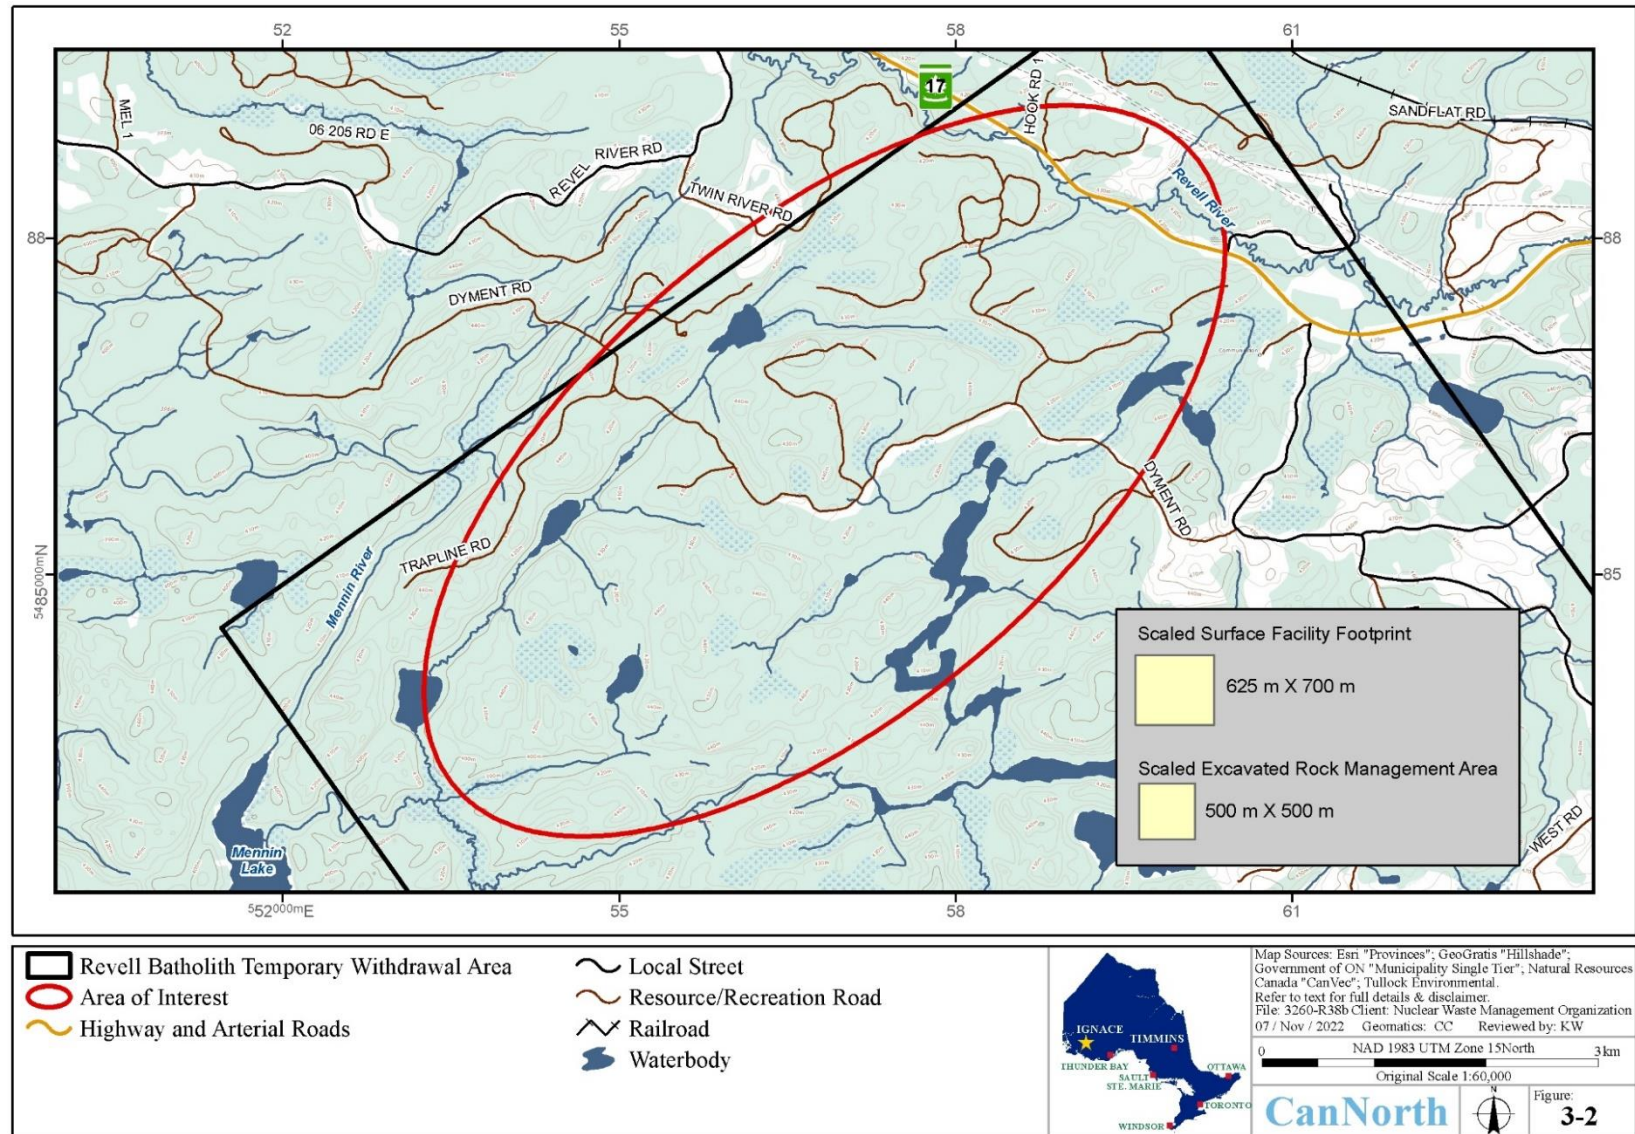 52 55 58 61
MEL 1
06 205 RD E
17
HOOK RD 1
SANDFLAT RD
REVEL RIVER RD
TWIN RIVER RD
Revell River
88 88
DYMENT RD
DYMENT RD
TRAPLINE RD
Mennin River
5485000mN
85
Scaled Surface Facility Footprint
625 m X 700 m
Scaled Excavated Rock Management Area
500 m X 500 m
WEST RD
Mennin
Lake
552000mE 55 58 61
Revell Batholith Temporary Withdrawal Area
Area of Interest
Highway and Arterial Roads
Local Street
Resource/Recreation Road
Railroad
Waterbody
IGNACE
TIMMINS
THUNDER BAY
SAULT
STE. MARIE
OTTAWA
TORONTO
WINDSOR
Map Sources: Esri "Provinces"; GeoGratis "Hillshade";
Government of ON "Municipality Single Tier"; Natural Resources
Canada "CanVec"; Tullock Environmental.
Refer to text for full details & disclaimer.
File: 3260-R38b Client: Nuclear Waste Management Organization
07 / Nov / 2022 Geomatics: CC Reviewed by: KW
NAD 1983 UTM Zone 15North
0 3 km
Original Scale 1:60,000
CanNorth
N
Figure:
3-2